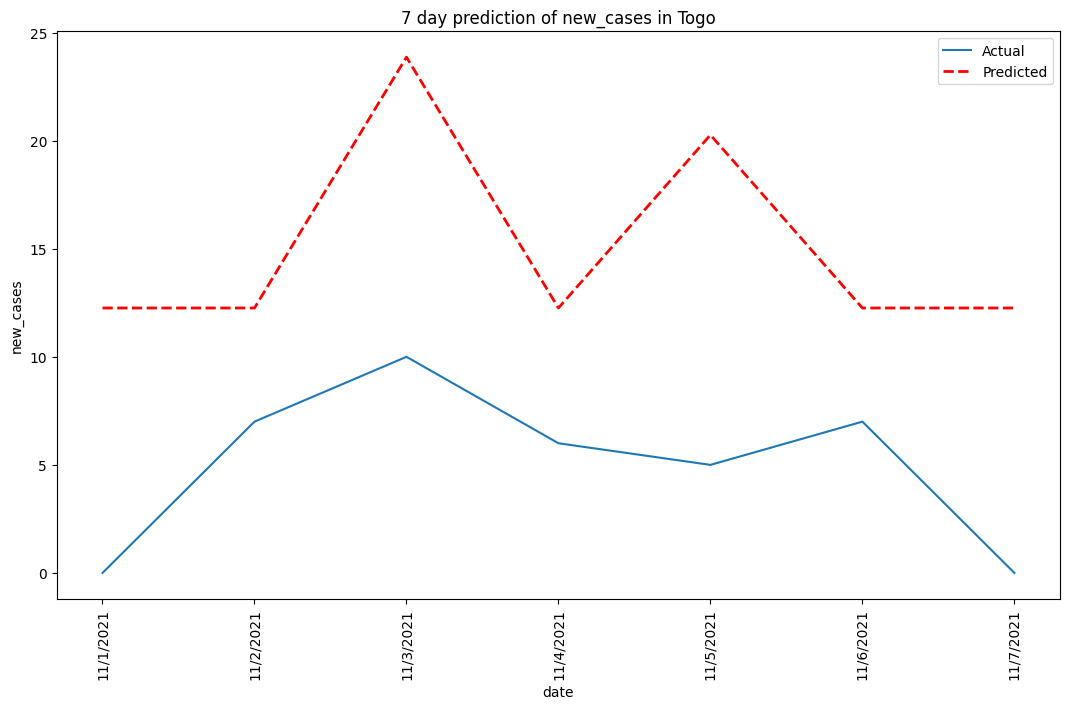 7 day prediction of new_cases in Togo
Actual
Predicted
25
20
15
10
5
0
new_cases
11/1/2021
11/2/2021
11/3/2021
11/4/2021
11/5/2021
11/6/2021
11/7/2021
date